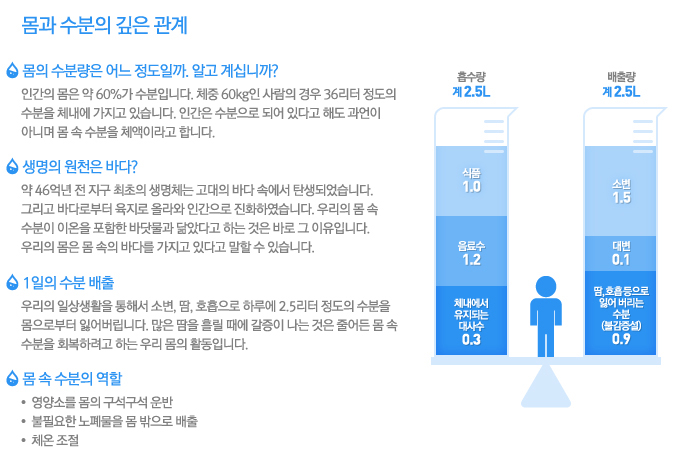 몸과 수분의 깊은 관계
몸의 수분량은 어느 정도일까. 알고 계십니까?
인간의 몸은 약 60%가 수분입니다. 체중 60kg인 사람의 경우 36리터 정도의
수분을 체내에 가지고 있습니다. 인간은 수분으로 되어 있다고 해도 과언이
아니며 몸 속 수분을 체액이라고 합니다.
생명의 원천은 바다?
약 46억년 전 지구 최초의 생명체는 고대의 바다 속에서 탄생되었습니다.
그리고 바다로부터 육지로 올라와 인간으로 진화하였습니다. 우리의 몸 속
수분이 이온을 포함한 바닷물과 닮았다고 하는 것은 바로 그 이유입니다.
우리의 몸은 몸 속의 바다를 가지고 있다고 말할 수 있습니다.
1일의 수분 배출
우리의 일상생활을 통해서 소변, 땀, 호흡으로 하루에 2.5리터 정도의 수분을
몸으로부터 잃어버립니다. 많은 땀을 흘릴 때에 갈증이 나는 것은 줄어든 몸 속
수분을 회복하려고 하는 우리 몸의 활동입니다.
몸 속 수분의 역할
• 영양소를 몸의 구석구석 운반
• 불필요한 노폐물을 몸 밖으로 배출
• 체온 조절
흡수량
계 2.5L
식품
1.0
음료수
1.2
체내에서
유지되는
대사수
0.3
배출량
계 2.5L
소변
1.5
대변
0.1
땀, 호흡 등으로
잃어 버리는
수분
(불감증설)
0.9